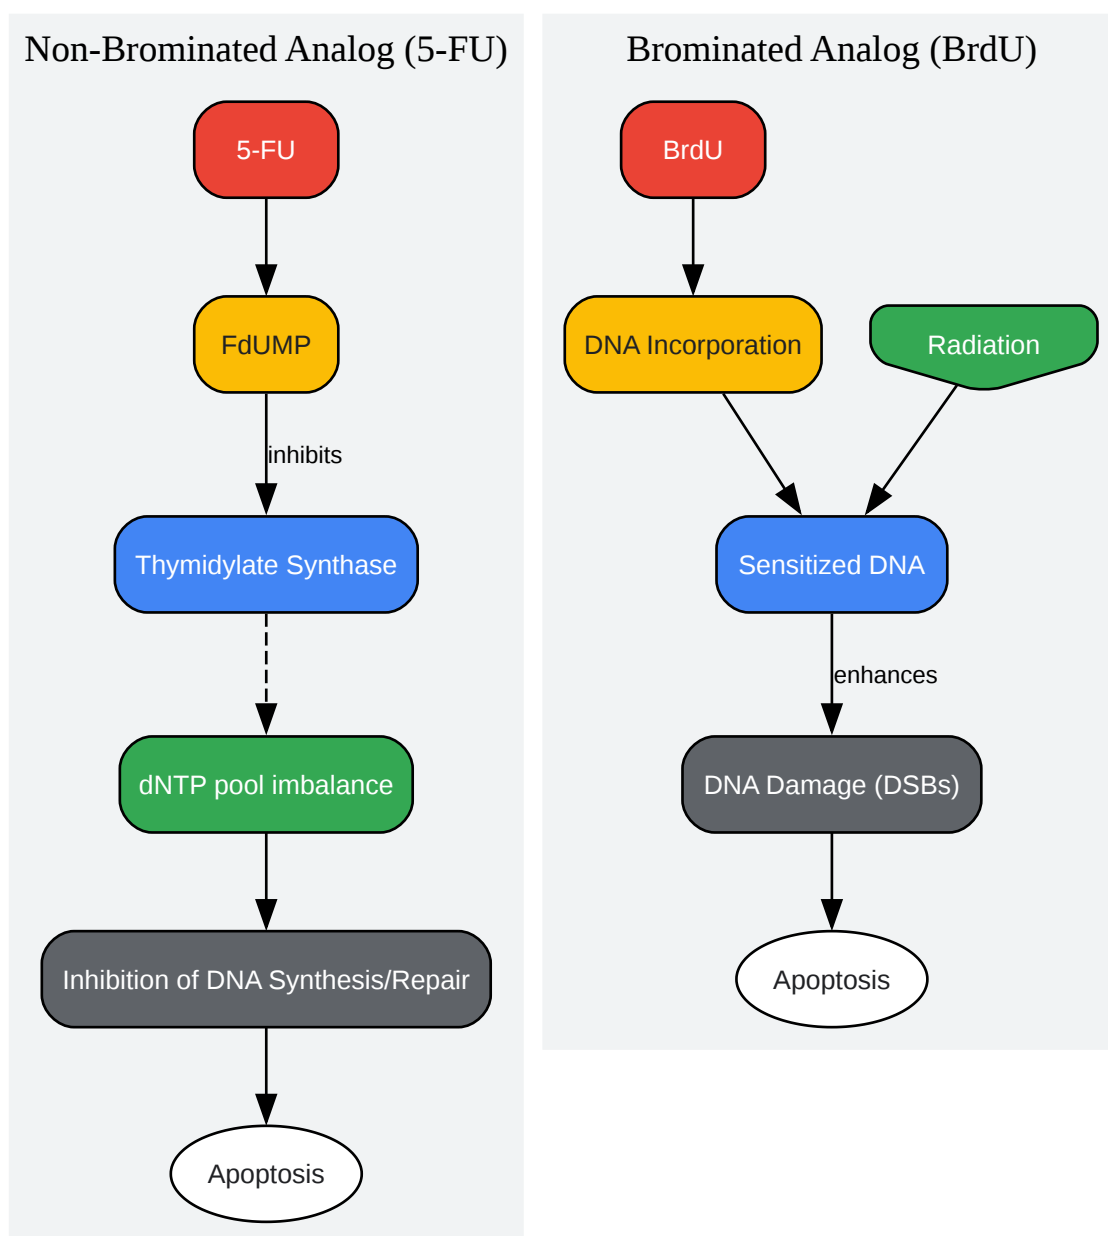 Non-Brominated Analog (5-FU)
5-FU
FdUMP
inhibits
Thymidylate Synthase
dNTP pool imbalance
Inhibition of DNA Synthesis/Repair
Apoptosis
Brominated Analog (BrdU)
BrdU
DNA Incorporation
Radiation
Sensitized DNA
enhances
DNA Damage (DSBs)
Apoptosis